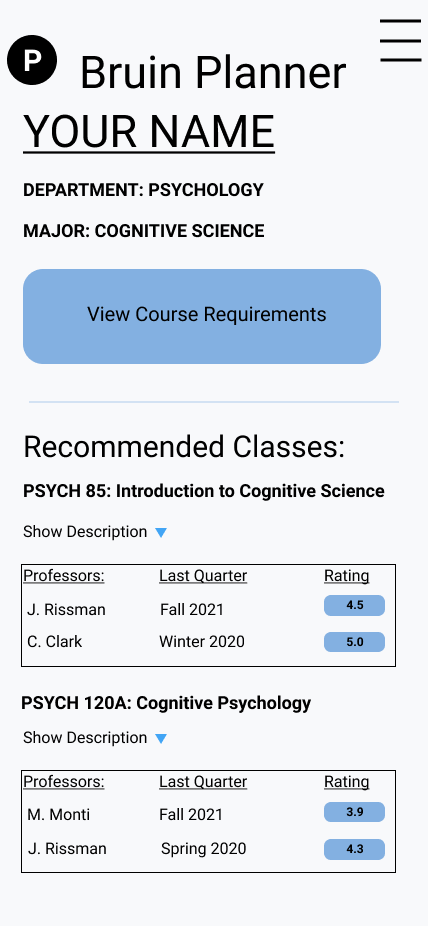 P Bruin Planner
YOUR NAME
DEPARTMENT: PSYCHOLOGY
MAJOR: COGNITIVE SCIENCE
View Course Requirements
Recommended Classes:
PSYCH 85: Introduction to Cognitive Science
Show Description
Professors: Last Quarter Rating
J. Rissman Fall 2021 4.5
C. Clark Winter 2020 5.0
PSYCH 120A: Cognitive Psychology
Show Description
Professors: Last Quarter Rating
M. Monti Fall 2021 3.9
J. Rissman Spring 2020 4.3